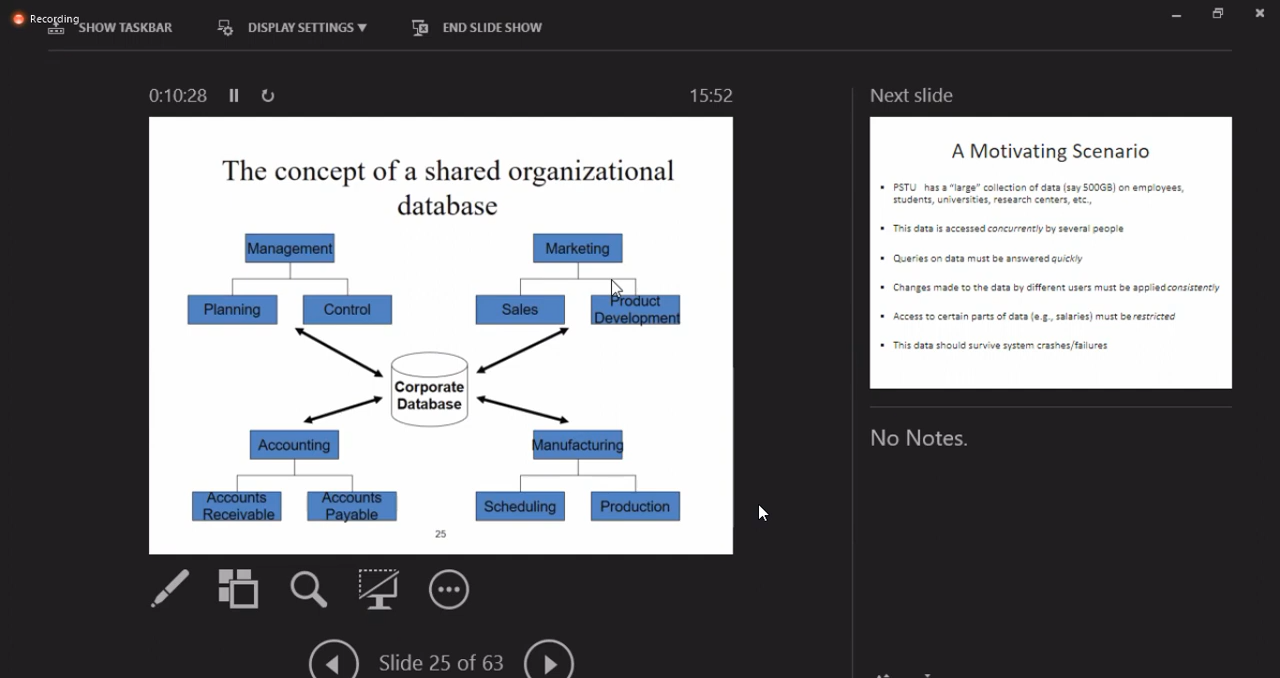 Recording
SHOW TASKBAR
DISPLAY SETTINGS
END SLIDE SHOW
0:10:28
15:52
The concept of a shared organizational
database
Management
Marketing
Planning
Control
Sales
Product
Development
Corporate
Database
Accounting
Manufacturing
Accounts
Receivable
Accounts
Payable
Scheduling
Production
25
Slide 25 of 63
Next slide
A Motivating Scenario
▪ PSTU has a "large" collection of data (say 500GB) on employees,
students, universities, research centers, etc.,
▪ This data is accessed concurrently by several people
▪ Queries on data must be answered quickly
▪ Changes made to the data by different users must be applied consistently
▪ Access to certain parts of data (e.g., salaries) must be restricted
▪ This data should survive system crashes/failures
No Notes.